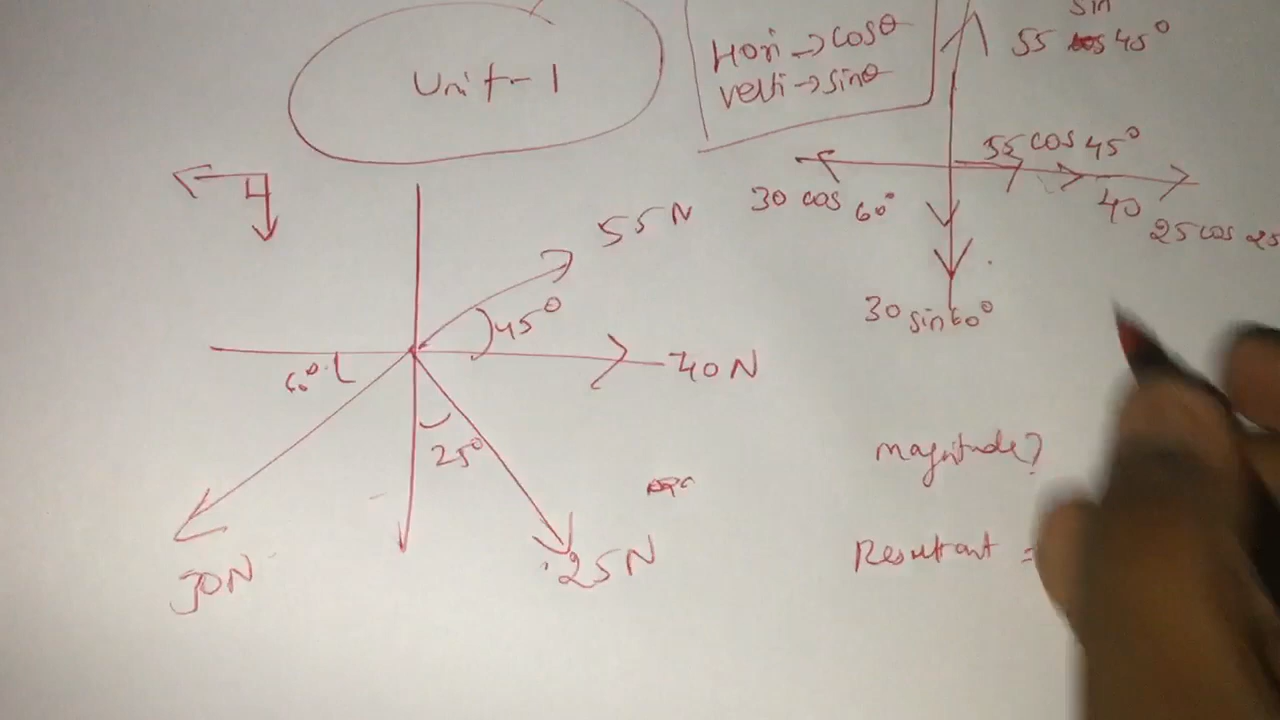 Unit-1
Hori → cosθ
verti → sinθ
sin
55 cos 45°
55 cos 45°
30 cos 60°
40
25 cos 25
30 sin 60°
55 N
45°
40 N
60°
25°
30N
25 N
magnitude?
Resultant =